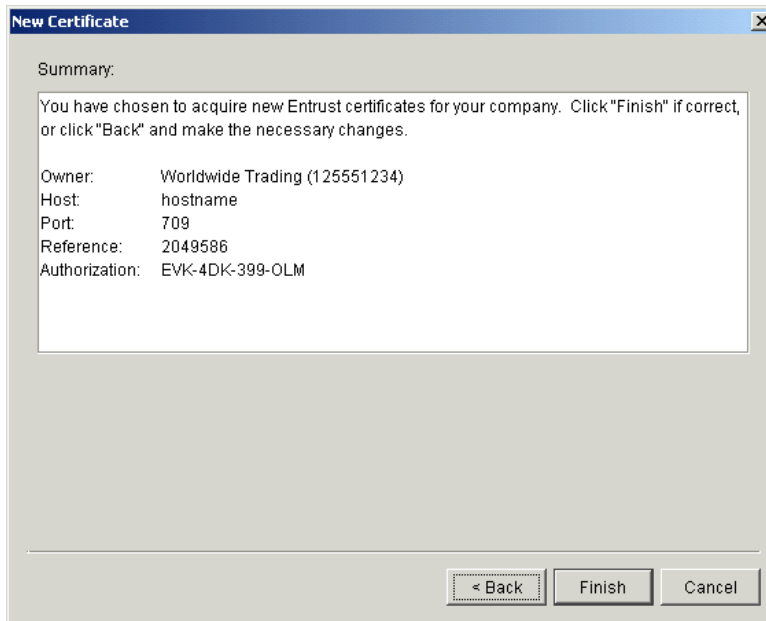 New Certificate
Summary:
You have chosen to acquire new Entrust certificates for your company. Click "Finish" if correct,
or click "Back" and make the necessary changes.
Owner: Worldwide Trading (125551234)
Host: hostname
Port: 709
Reference: 2049586
Authorization: EVK-4DK-399-OLM
< Back Finish Cancel